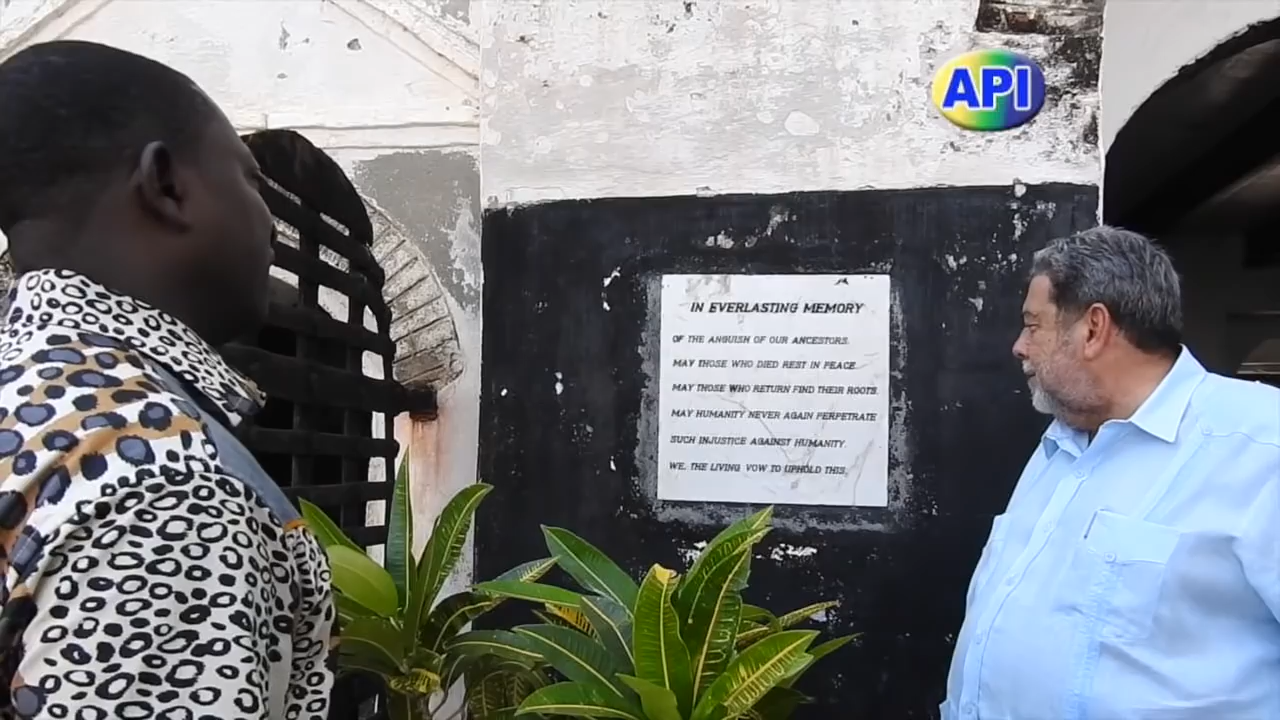 API
IN EVERLASTING MEMORY
OF THE ANGUISH OF OUR ANCESTORS.
MAY THOSE WHO DIED REST IN PEACE.
MAY THOSE WHO RETURN FIND THEIR ROOTS.
MAY HUMANITY NEVER AGAIN PERPETRATE
SUCH INJUSTICE AGAINST HUMANITY.
WE, THE LIVING VOW TO UPHOLD THIS.